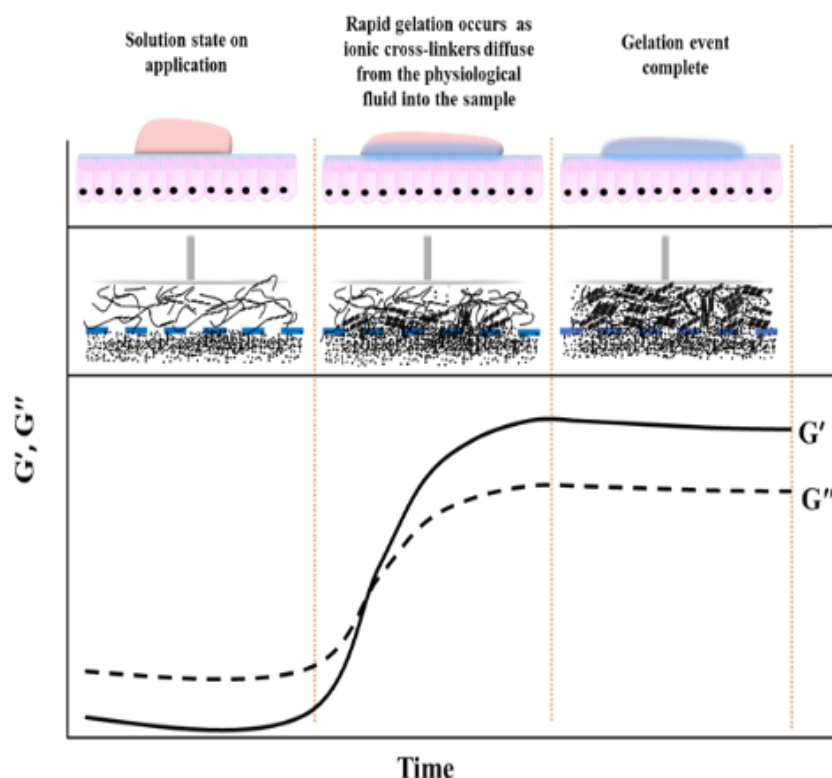 Solution state on
application
Rapid gelation occurs as
ionic cross-linkers diffuse
from the physiological
fluid into the sample
Gelation event
complete
G′, G″
G′
G″
Time